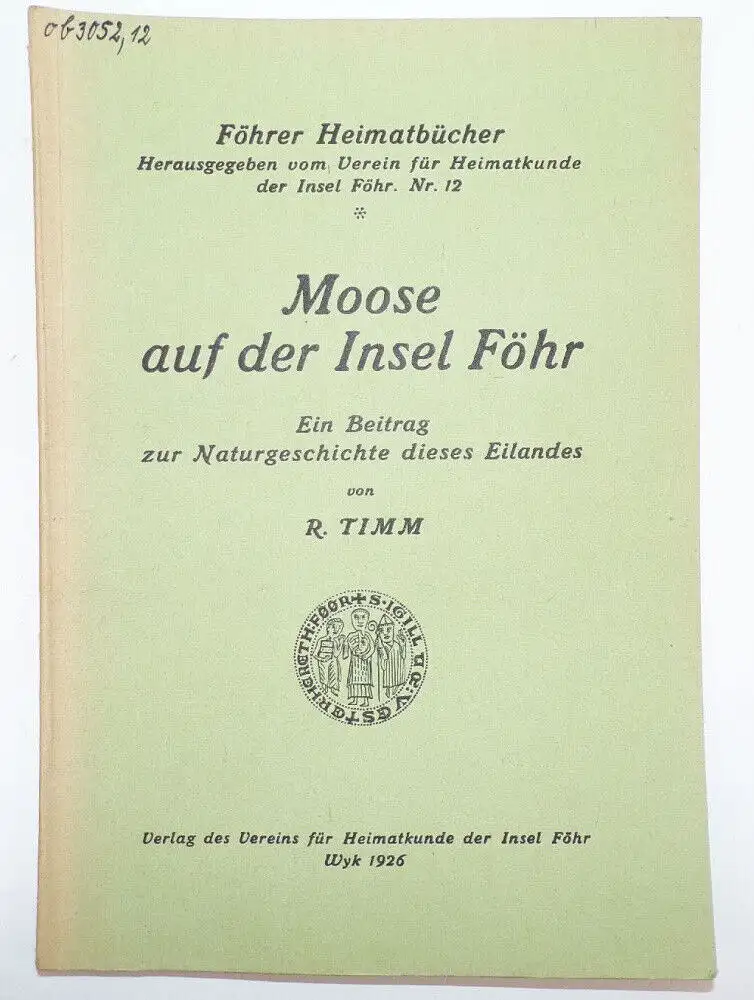 ob 3052,12
Föhrer Heimatbücher
Herausgegeben vom Verein für Heimatkunde
der Insel Föhr. Nr. 12
Moose
auf der Insel Föhr
Ein Beitrag
zur Naturgeschichte dieses Eilandes
von
R. TIMM
Verlag des Vereins für Heimatkunde der Insel Föhr
Wyk 1926